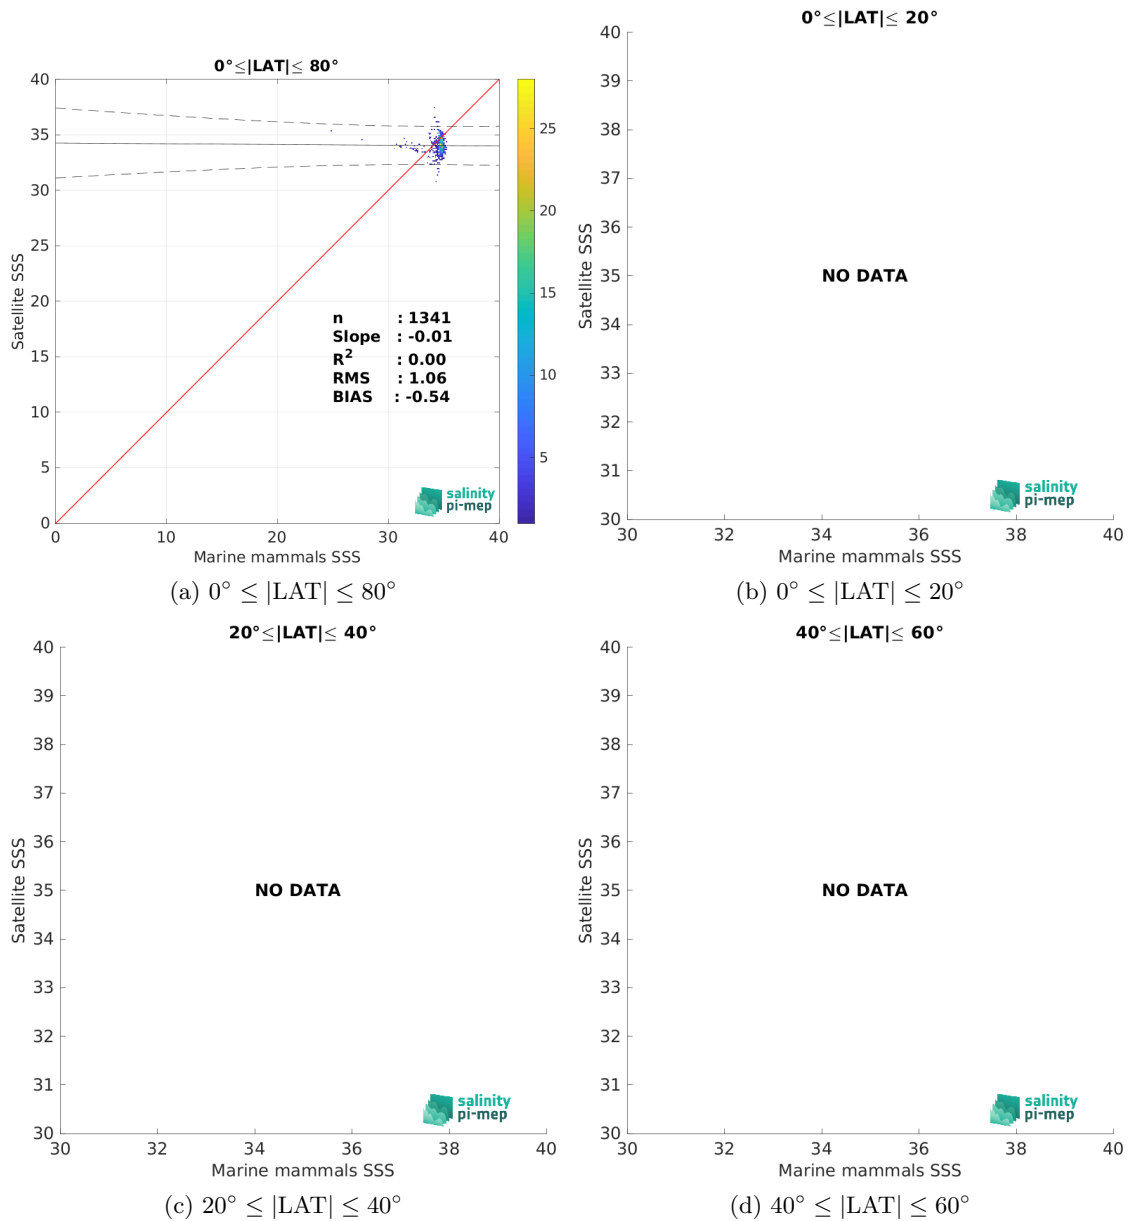 0°≤|LAT|≤ 80°
40
35
30
25
20
15
10
5
0
Satellite SSS
0
10
20
30
40
Marine mammals SSS
n : 1341
Slope : -0.01
R² : 0.00
RMS : 1.06
BIAS : -0.54
salinity
pi-mep
25
20
15
10
5
(a) 0° ≤ |LAT| ≤ 80°
0°≤|LAT|≤ 20°
40
39
38
37
36
35
34
33
32
31
30
Satellite SSS
NO DATA
salinity
pi-mep
30
32
34
36
38
40
Marine mammals SSS
(b) 0° ≤ |LAT| ≤ 20°
20°≤|LAT|≤ 40°
40
39
38
37
36
35
34
33
32
31
30
Satellite SSS
NO DATA
salinity
pi-mep
30
32
34
36
38
40
Marine mammals SSS
(c) 20° ≤ |LAT| ≤ 40°
40°≤|LAT|≤ 60°
40
39
38
37
36
35
34
33
32
31
30
Satellite SSS
NO DATA
salinity
pi-mep
30
32
34
36
38
40
Marine mammals SSS
(d) 40° ≤ |LAT| ≤ 60°